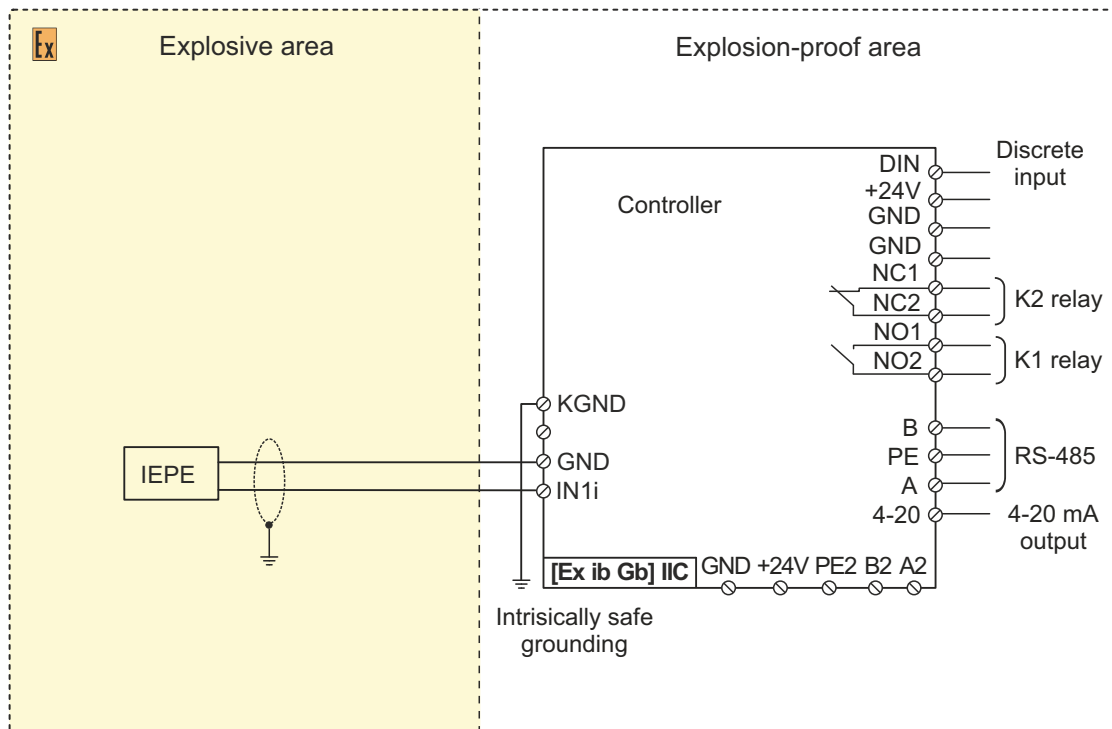 Ex
Explosive area
Explosion-proof area
Controller
DIN
+24V
GND
GND
NC1
NC2
NO1
NO2
B
PE
A
4-20
Discrete
input
K2 relay
K1 relay
RS-485
4-20 mA
output
KGND
GND
IN1i
IEPE
[Ex ib Gb] IIC
GND +24V PE2 B2 A2
Intrisically safe
grounding